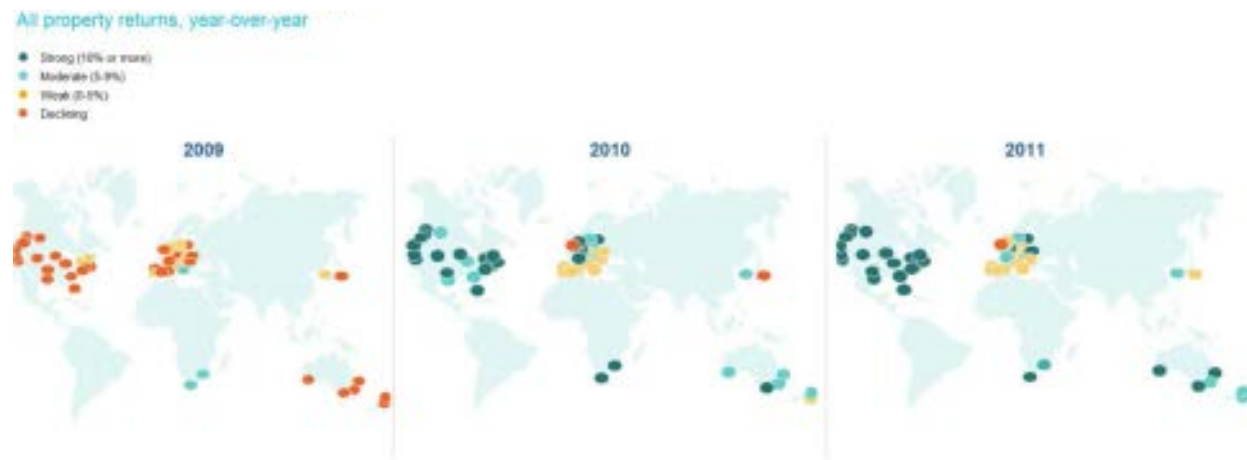 All property returns, year-over-year
Strong (10% or more)
Moderate (5-9%)
Weak (0-5%)
Declining
2009
2010
2011